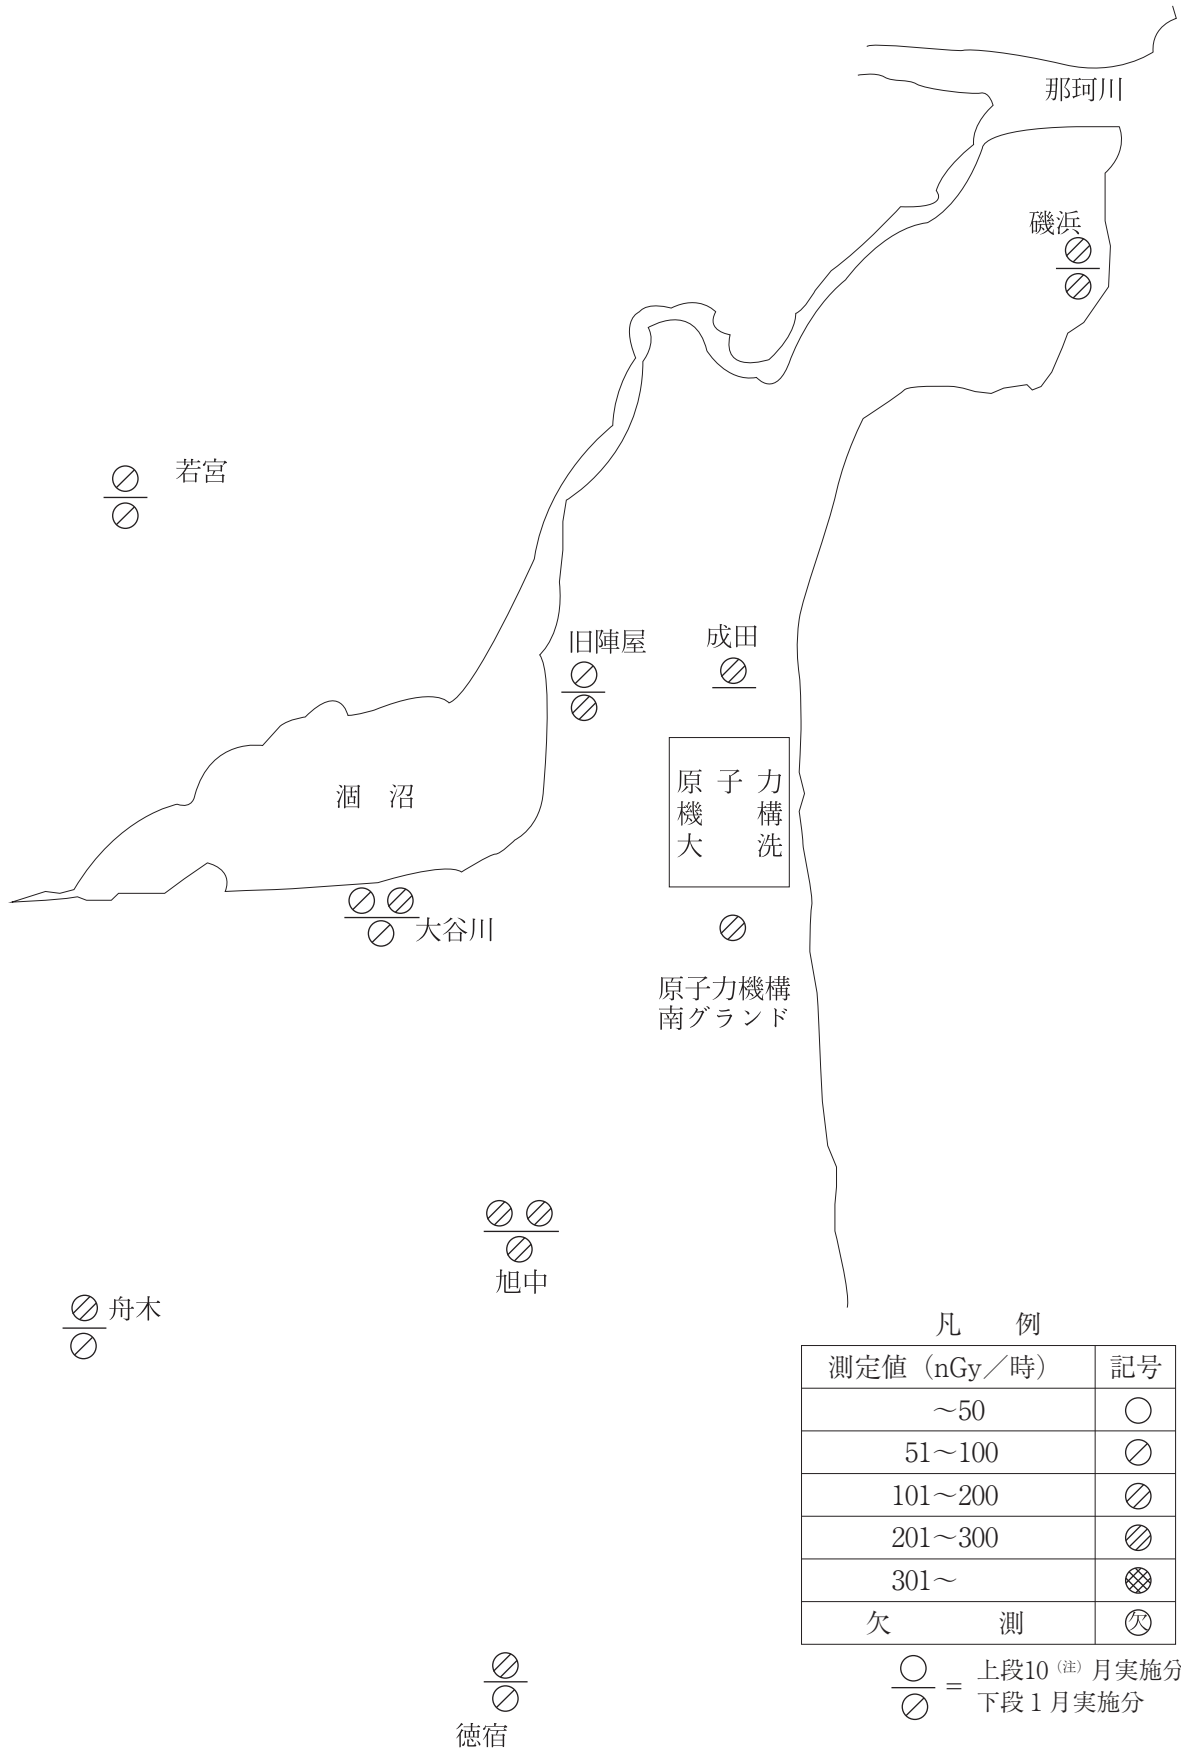 那珂川
磯浜
若宮
旧陣屋
成田
原子力
機構
大洗
涸沼
大谷川
原子力機構
南グランド
旭中
舟木
凡例
測定値（nGy／時） 記号
～50
51～100
101～200
201～300
301～
欠測 欠
= 上段10（注）月実施分
下段1月実施分
徳宿